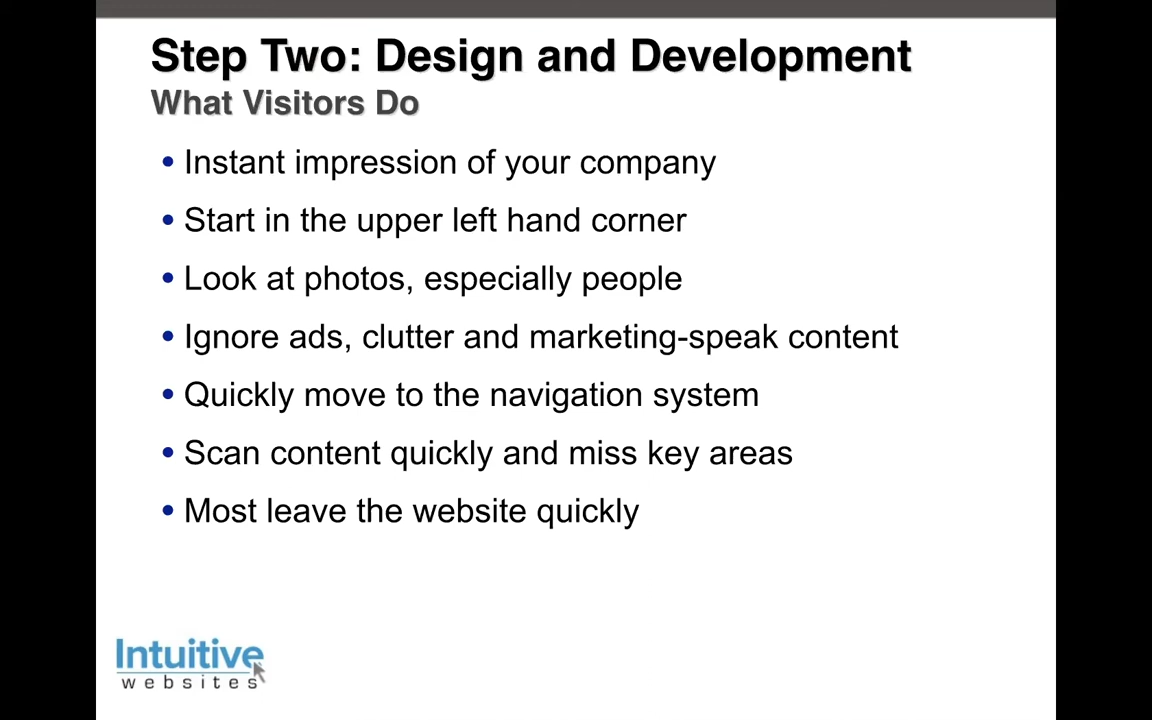 Step Two: Design and Development
What Visitors Do
• Instant impression of your company
• Start in the upper left hand corner
• Look at photos, especially people
• Ignore ads, clutter and marketing-speak content
• Quickly move to the navigation system
• Scan content quickly and miss key areas
• Most leave the website quickly
Intuitive
websites